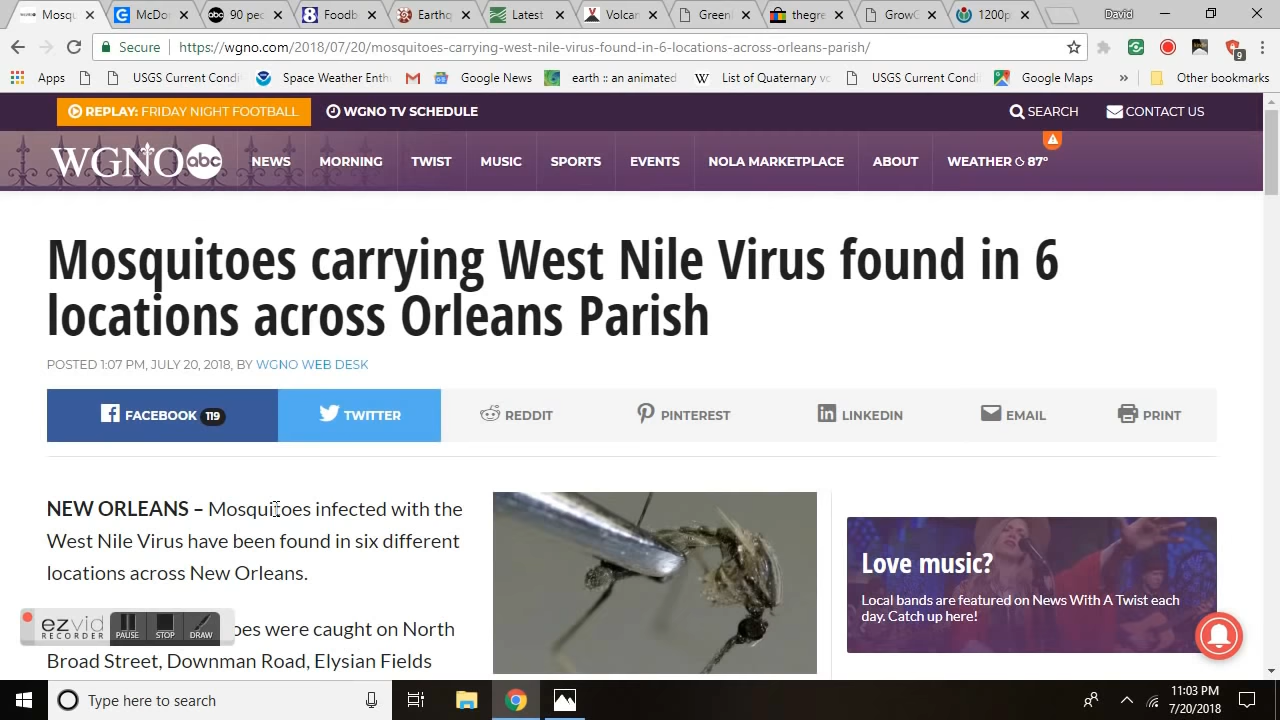 Mosqu
McDo
90 pec
Foodb
Earthq
Latest
Volcan
Greenl
thegre
GrowC
1200px
David
Secure
https://wgno.com/2018/07/20/mosquitoes-carrying-west-nile-virus-found-in-6-locations-across-orleans-parish/
9
Apps
USGS Current Condi
Space Weather Enth
Google News
earth :: an animated
List of Quaternary vo
USGS Current Condi
Google Maps
»
Other bookmarks
REPLAY: FRIDAY NIGHT FOOTBALL
WGNO TV SCHEDULE
SEARCH
CONTACT US
WGNO abc
NEWS
MORNING
TWIST
MUSIC
SPORTS
EVENTS
NOLA MARKETPLACE
ABOUT
WEATHER 87°
Mosquitoes carrying West Nile Virus found in 6
locations across Orleans Parish
POSTED 1:07 PM, JULY 20, 2018, BY WGNO WEB DESK
FACEBOOK 119
TWITTER
REDDIT
PINTEREST
LINKEDIN
EMAIL
PRINT
NEW ORLEANS – Mosquitoes infected with the
West Nile Virus have been found in six different
locations across New Orleans.
oes were caught on North
Broad Street, Downman Road, Elysian Fields
Love music?
Local bands are featured on News With A Twist each
day. Catch up here!
ezvid
RECORDER
PAUSE
STOP
DRAW
Type here to search
11:03 PM
7/20/2018